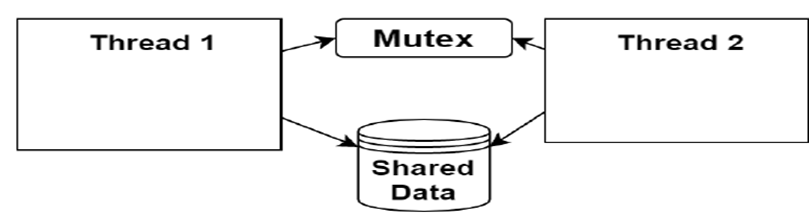 Thread 1
Mutex
Thread 2
Shared
Data